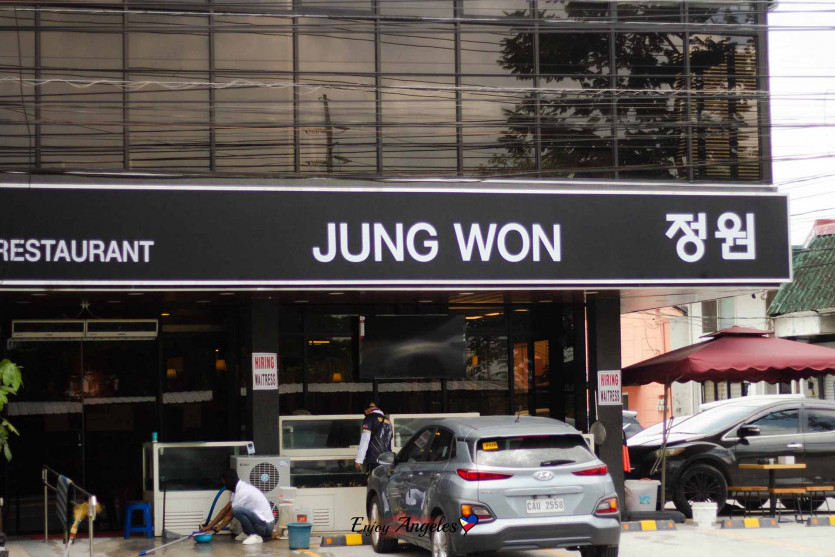 RESTAURANT JUNG WON 정원
HIRING
WAITRESS
HIRING
WAITRESS
CAU 2558
Enjoy Angeles